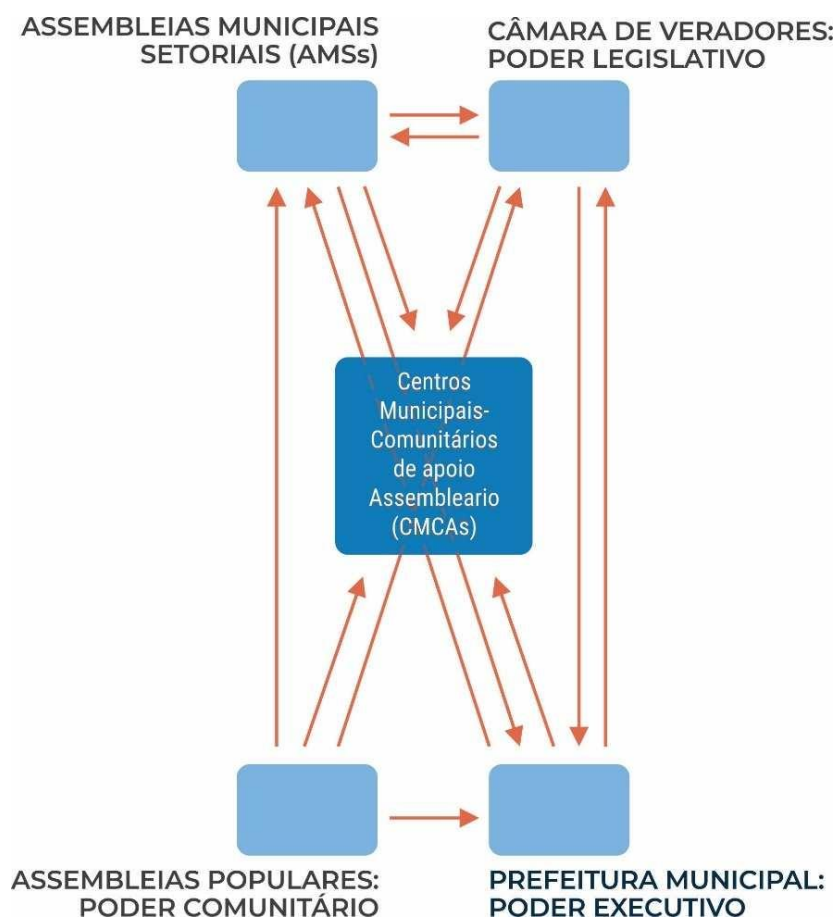 ASSEMBLEIAS MUNICIPAIS
SETORIAIS (AMSs)
CÂMARA DE VERADORES:
PODER LEGISLATIVO
Centros
Municipais-
Comunitários
de apoio
Assembleario
(CMCAs)
ASSEMBLEIAS POPULARES:
PODER COMUNITÁRIO
PREFEITURA MUNICIPAL:
PODER EXECUTIVO